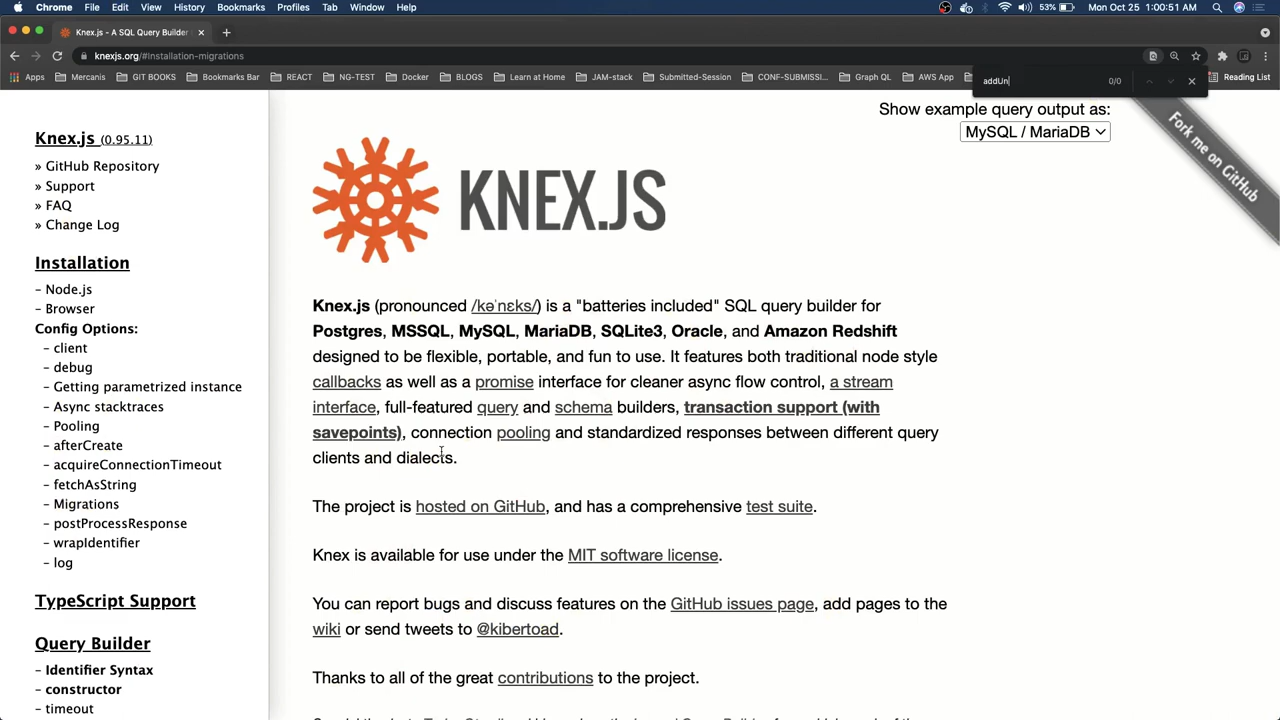 Chrome File Edit View History Bookmarks Profiles Tab Window Help 53% Mon Oct 25 1:00:51 AM
Knex.js - A SQL Query Builder
knexjs.org/#Installation-migrations
Apps Mercanis GIT BOOKS Bookmarks Bar REACT NG-TEST Docker BLOGS Learn at Home JAM-stack Submitted-Session CONF-SUBMISSI... Graph QL AWS App Reading List
addUn 0/0
Show example query output as:
MySQL / MariaDB
Fork me on GitHub
Knex.js (0.95.11)
» GitHub Repository
» Support
» FAQ
» Change Log
Installation
– Node.js
– Browser
Config Options:
– client
– debug
– Getting parametrized instance
– Async stacktraces
– Pooling
– afterCreate
– acquireConnectionTimeout
– fetchAsString
– Migrations
– postProcessResponse
– wrapIdentifier
– log
TypeScript Support
Query Builder
– Identifier Syntax
– constructor
– timeout
KNEX.JS
Knex.js (pronounced /kəˈnɛks/) is a "batteries included" SQL query builder for
Postgres, MSSQL, MySQL, MariaDB, SQLite3, Oracle, and Amazon Redshift
designed to be flexible, portable, and fun to use. It features both traditional node style
callbacks as well as a promise interface for cleaner async flow control, a stream
interface, full-featured query and schema builders, transaction support (with
savepoints), connection pooling and standardized responses between different query
clients and dialects.
The project is hosted on GitHub, and has a comprehensive test suite.
Knex is available for use under the MIT software license.
You can report bugs and discuss features on the GitHub issues page, add pages to the
wiki or send tweets to @kibertoad.
Thanks to all of the great contributions to the project.